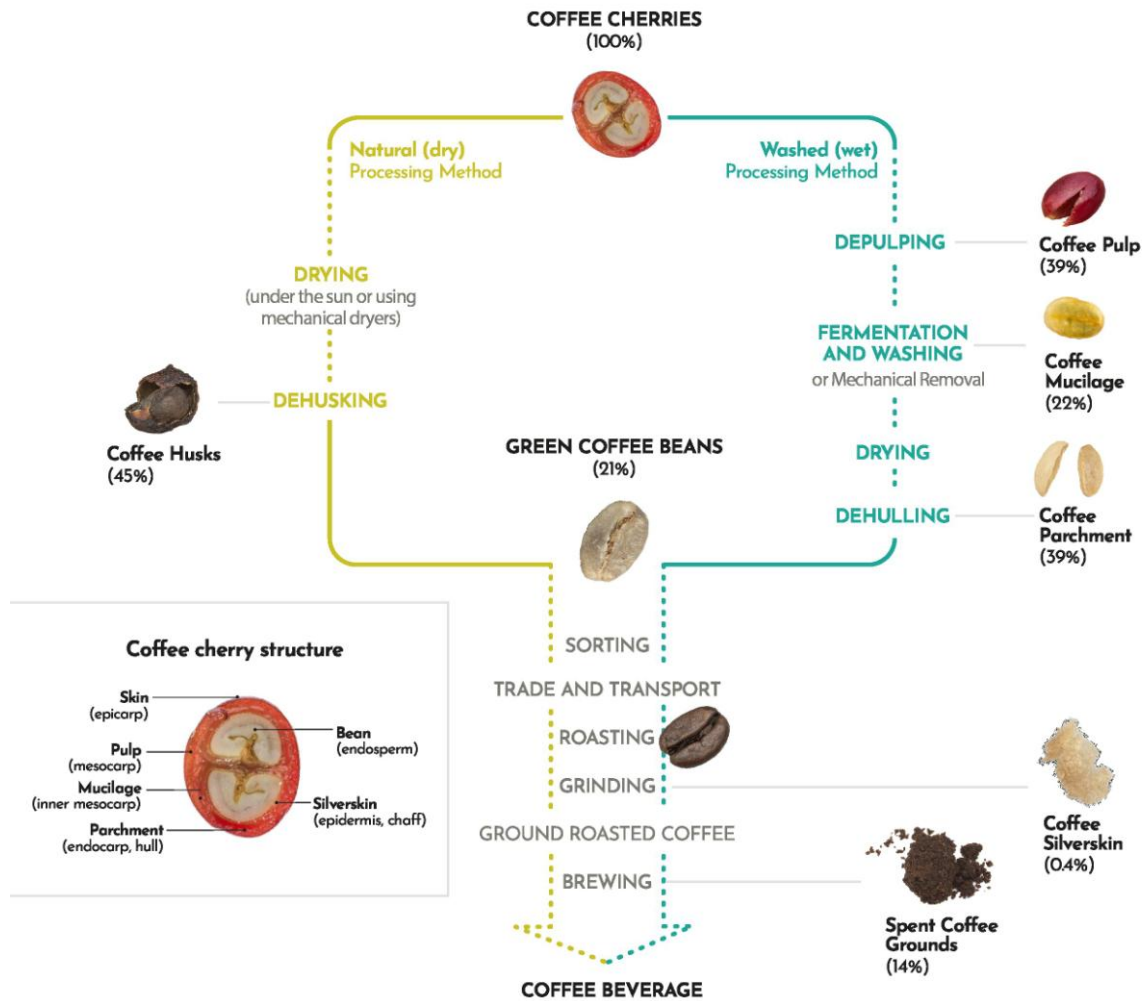 COFFEE CHERRIES
(100%)
Natural (dry)
Processing Method
Washed (wet)
Processing Method
DEPULPING
Coffee Pulp
(39%)
DRYING
(under the sun or using
mechanical dryers)
FERMENTATION
AND WASHING
or Mechanical Removal
Coffee
Mucilage
(22%)
DEHUSKING
Coffee Husks
(45%)
GREEN COFFEE BEANS
(21%)
DRYING
DEHULLING
Coffee
Parchment
(39%)
SORTING
TRADE AND TRANSPORT
ROASTING
GRINDING
Coffee
Silverskin
(0.4%)
GROUND ROASTED COFFEE
BREWING
Spent Coffee
Grounds
(14%)
COFFEE BEVERAGE
Coffee cherry structure
Skin
(epicarp)
Pulp
(mesocarp)
Mucilage
(inner mesocarp)
Parchment
(endocarp, hull)
Bean
(endosperm)
Silverskin
(epidermis, chaff)